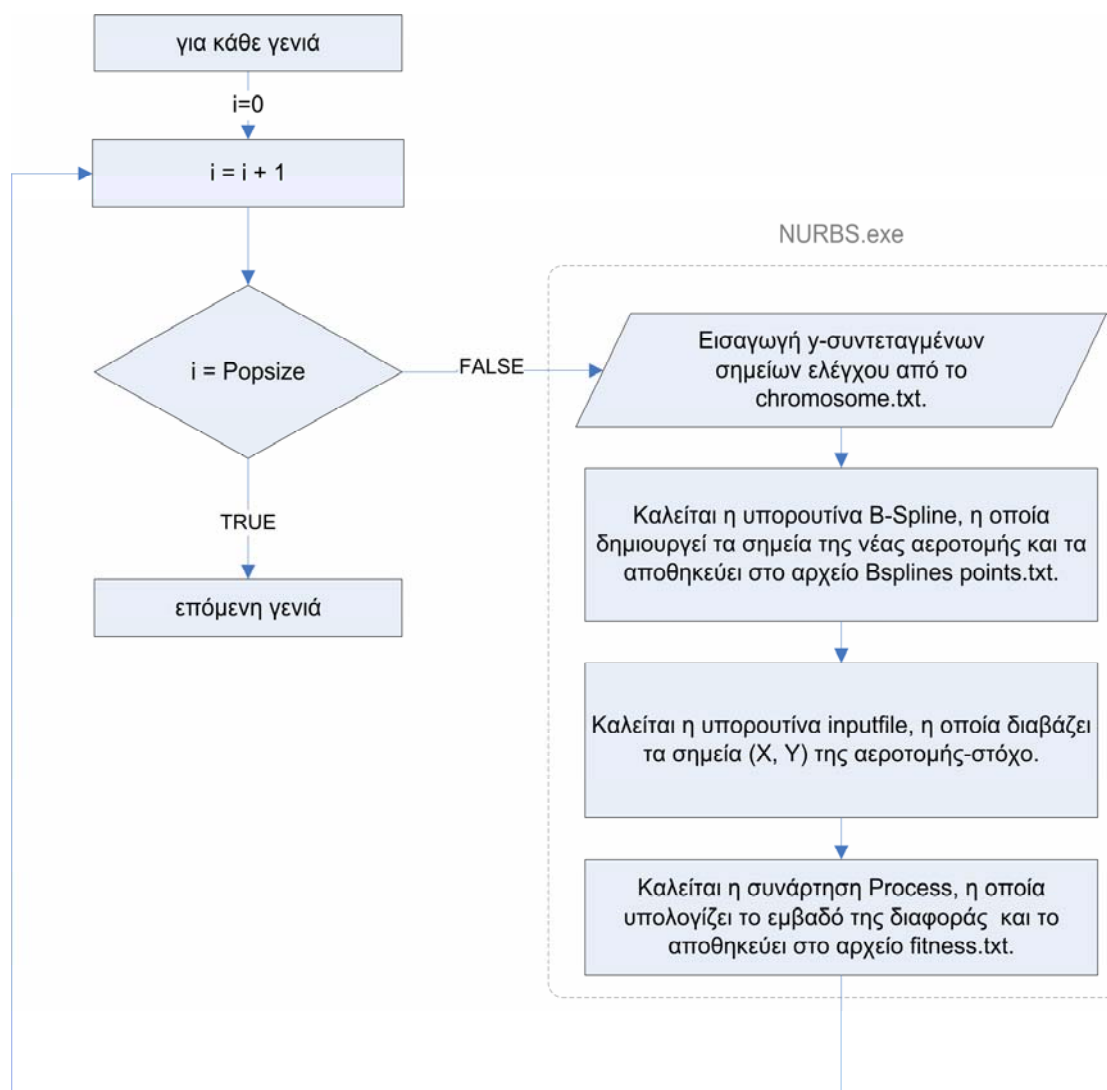 για κάθε γενιά
i=0
i = i + 1
NURBS.exe
i = Popsize
FALSE
Εισαγωγή y-συντεταγμένων
σημείων ελέγχου από το
chromosome.txt.
TRUE
Καλείται η υπορουτίνα B-Spline, η οποία
δημιουργεί τα σημεία της νέας αεροτομής και τα
αποθηκεύει στο αρχείο Bsplines points.txt.
επόμενη γενιά
Καλείται η υπορουτίνα inputfile, η οποία διαβάζει
τα σημεία (X, Y) της αεροτομής-στόχο.
Καλείται η συνάρτηση Process, η οποία
υπολογίζει το εμβαδό της διαφοράς και το
αποθηκεύει στο αρχείο fitness.txt.